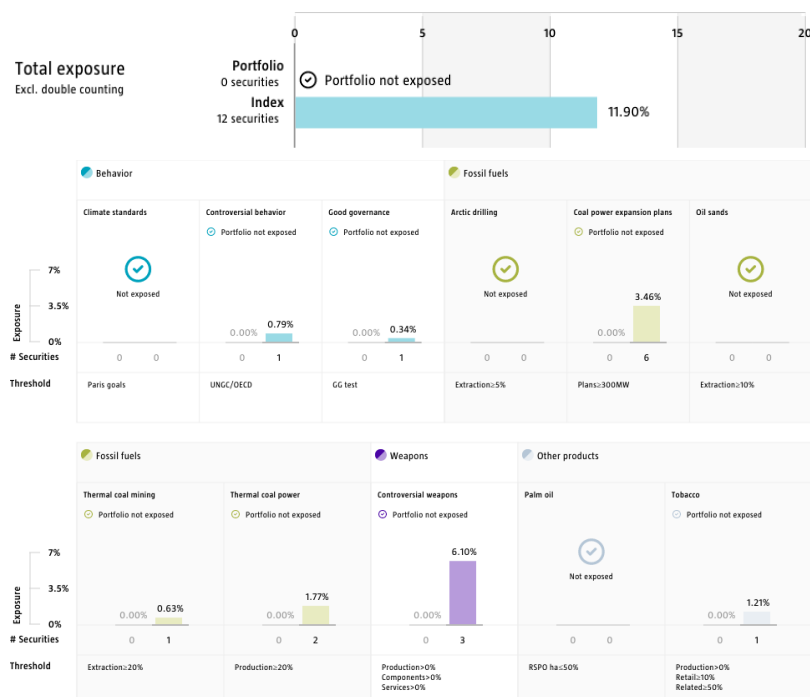 0 5 10 15 20
Total exposure
Excl. double counting
Portfolio
0 securities
Portfolio not exposed
Index
12 securities
11.90%
Behavior
Fossil fuels
Climate standards
Controversial behavior
Good governance
Arctic drilling
Coal power expansion plans
Oil sands
Portfolio not exposed
Portfolio not exposed
Portfolio not exposed
Not exposed
Not exposed
Not exposed
Exposure
7%
3.5%
0%
0.00% 0.79%
0.00% 0.34%
0.00% 3.46%
# Securities
0 0
0 1
0 1
0 0
0 6
0 0
Threshold
Paris goals
UNGC/OECD
GG test
Extraction≥5%
Plans≥300MW
Extraction≥10%
Fossil fuels
Weapons
Other products
Thermal coal mining
Thermal coal power
Controversial weapons
Palm oil
Tobacco
Portfolio not exposed
Portfolio not exposed
Portfolio not exposed
Portfolio not exposed
Not exposed
Exposure
7%
3.5%
0%
0.00% 0.63%
0.00% 1.77%
0.00% 6.10%
0.00% 1.21%
# Securities
0 1
0 2
0 3
0 0
0 1
Threshold
Extraction≥20%
Production≥20%
Production>0%
Components>0%
Services>0%
RSPO ha≤50%
Production>0%
Retail≥10%
Related≥50%